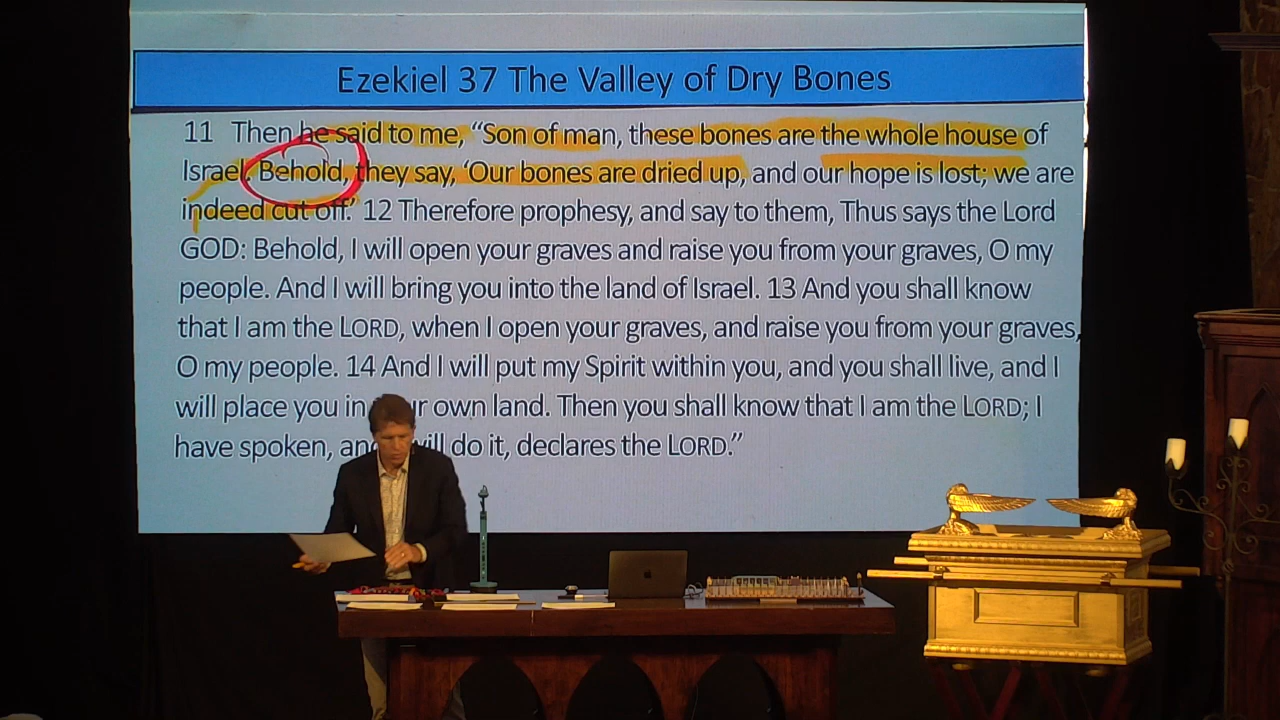 Ezekiel 37 The Valley of Dry Bones
11 Then he said to me, “Son of man, these bones are the whole house of
Israel. Behold, they say, ‘Our bones are dried up, and our hope is lost; we are
indeed cut off.’ 12 Therefore prophesy, and say to them, Thus says the Lord
GOD: Behold, I will open your graves and raise you from your graves, O my
people. And I will bring you into the land of Israel. 13 And you shall know
that I am the LORD, when I open your graves, and raise you from your graves,
O my people. 14 And I will put my Spirit within you, and you shall live, and I
will place you in ur own land. Then you shall know that I am the LORD; I
have spoken, and will do it, declares the LORD.”